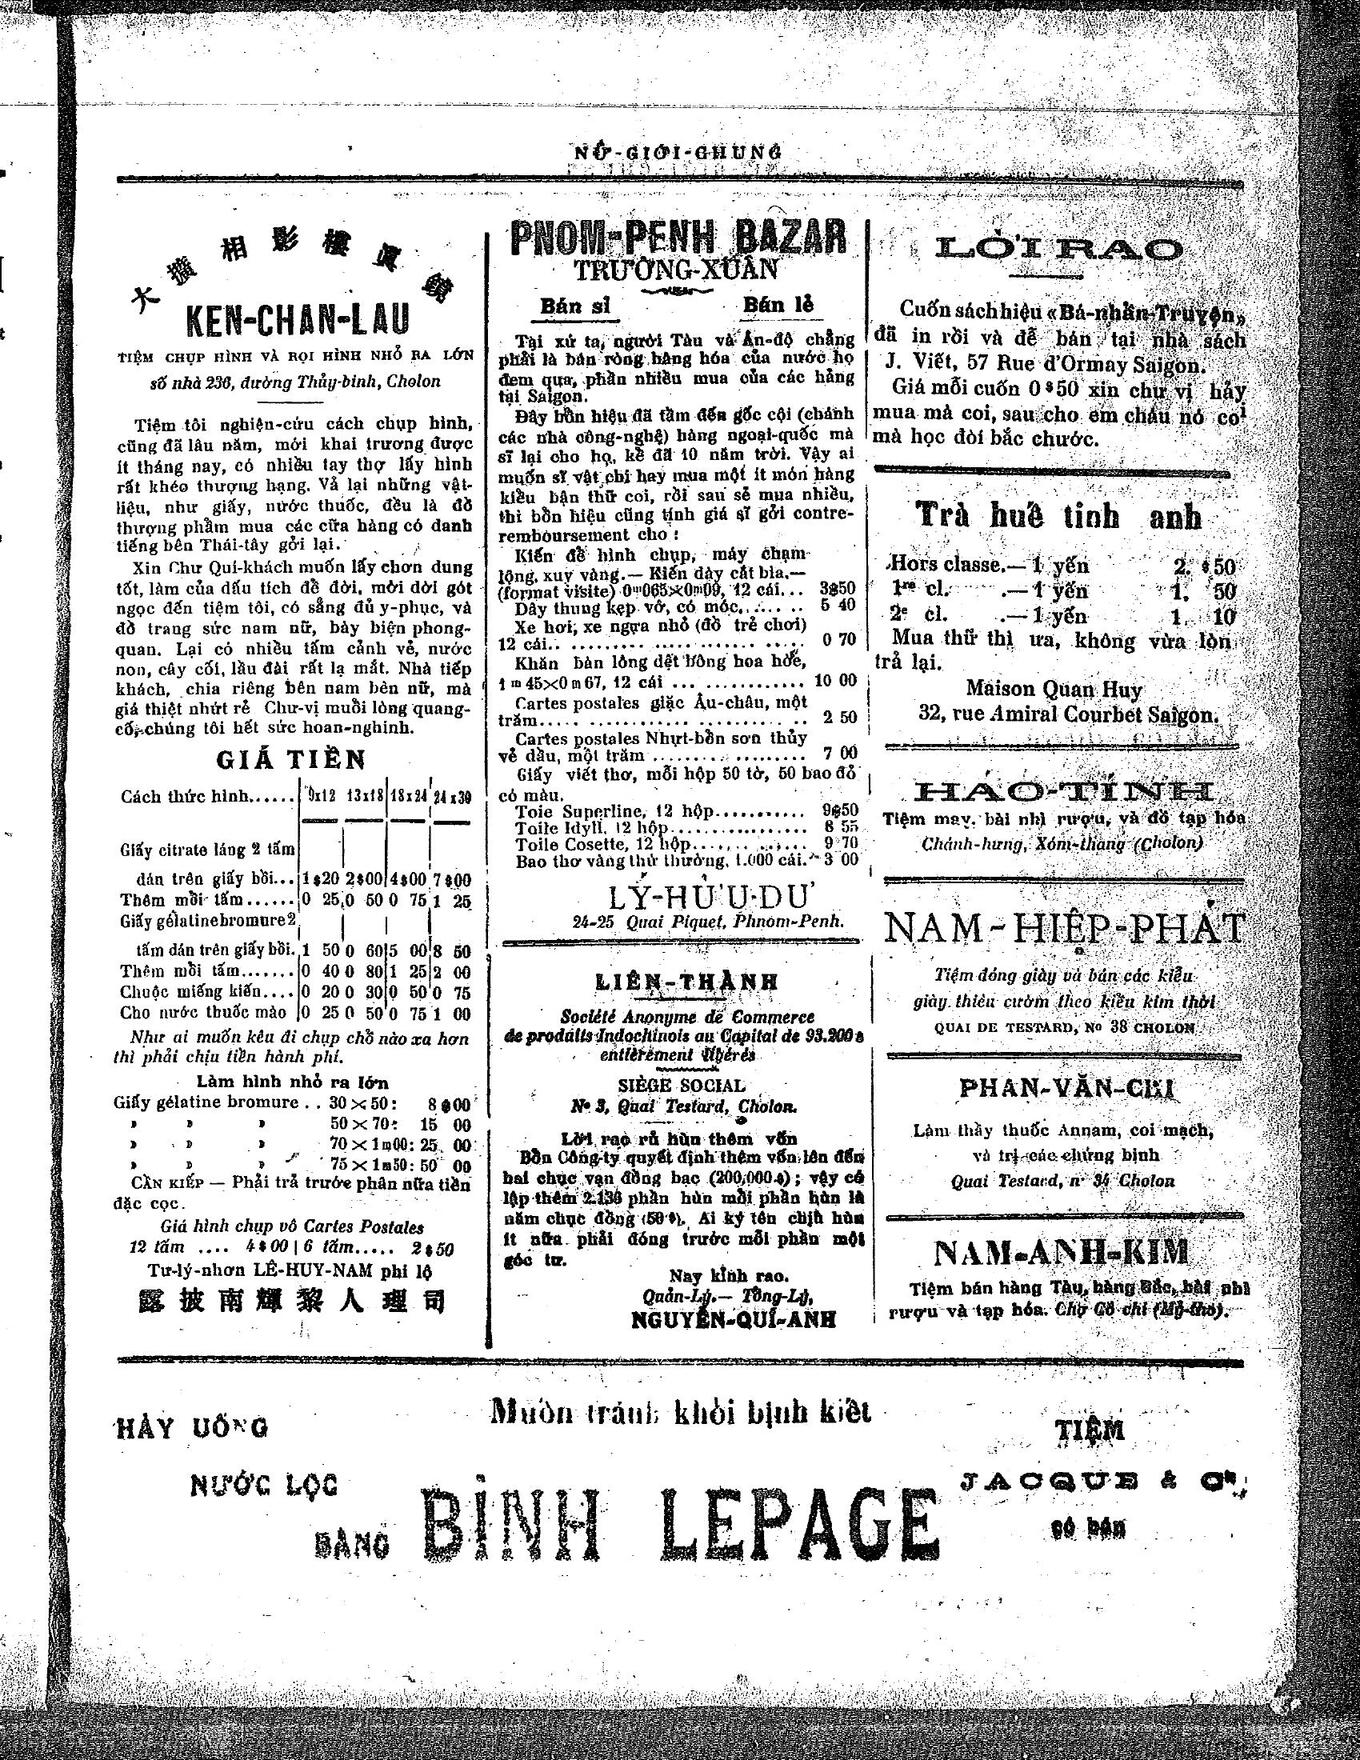 NỮ-GIỚI-CHUNG
大 擴 相 影 樓 眞 鏡
KEN-CHAN-LAU
TIỆM CHỤP HÌNH VÀ RỌI HÌNH NHỎ RA LỚN
số nhà 236, đường Thủy-binh, Cholon
Tiệm tôi nghiện-cứu cách chụp hình,
cũng đã lâu năm, mới khai trương được
ít tháng nay, có nhiều tay thợ lấy hình
rất khéo thượng hạng. Vả lại những vật-
liệu, như giấy, nước thuốc, đều là đồ
thượng phẩm mua các cữa hàng có danh
tiếng bên Thái-tây gởi lại.
Xin Chư Quí-khách muốn lấy chơn dung
tốt, làm của dấu tích để đời, mời dời gót
ngọc đến tiệm tôi, có sẵng đủ y-phục, và
đồ trang sức nam nữ, bày biện phong-
quan. Lại có nhiều tấm cảnh vẻ, nước
non, cây cối, lầu đài rất lạ mắt. Nhà tiếp
khách, chia riêng bên nam bên nữ, mà
giá thiệt nhứt rẻ Chư-vị muồi lòng quang-
cố, chúng tôi hết sức hoan-nghinh.
GIÁ TIỀN
Cách thức hình...... 9x12 13x18 18x24 24x30
Giấy citrate láng 2 tấm
dán trên giấy bồi... 1$20 2$00 4$00 7$00
Thêm mỗi tấm...... 0 25 0 50 0 75 1 25
Giấy gélatine bromure 2
tấm dán trên giấy bồi. 1 50 0 60 5 00 8 50
Thêm mỗi tấm....... 0 40 0 80 1 25 2 00
Chuộc miếng kiến.... 0 20 0 30 0 50 0 75
Cho nước thuốc mào 0 25 0 50 0 75 1 00
Như ai muốn kêu đi chụp chỗ nào xa hơn
thì phải chịu tiền hành phí.
Làm hình nhỏ ra lớn
Giấy gélatine bromure . . 30 × 50 : 8$00
» » » 50 × 70 : 15 00
» » » 70 × 1m00 : 25 00
» » » 75 × 1m50 : 50 00
CẦN KIẾP — Phải trả trước phân nữa tiền
đặc cọc.
Giá hình chụp vô Cartes Postales
12 tấm .... 4$00 | 6 tấm..... 2$50
Tư-lý-nhơn LÊ-HUY-NAM phi lộ
露 披 南 輝 黎 人 理 司
PNOM-PENH BAZAR
TRƯỜNG-XUÂN
Bán sỉ Bán lẻ
Tại xứ ta, người Tàu và Ấn-độ chẳng
phải là bán ròng hàng hóa của nước họ
đem qua, phần nhiều mua của các hãng
tại Saigon.
Đây bổn hiệu đã tầm đến gốc cội (chánh
các nhà công-nghệ) hàng ngoại-quốc mà
sĩ lại cho họ, kể đã 10 năm trời. Vậy ai
muốn sĩ vật chi hay mua một ít món hàng
kiểu bận thữ coi, rồi sau sẻ mua nhiều,
thì bổn hiệu cũng tính giá sĩ gởi contre-
remboursement cho :
Kiến để hình chụp, máy chạm
lộng, xuy vàng.— Kiến dày cắt bìa.—
(format visite) 0m065×0m09, 12 cái... 3$50
Dây thung kẹp vớ, có móc....... 5 40
Xe hơi, xe ngựa nhỏ (đồ trẻ chơi)
12 cái.. .......................... 0 70
Khăn bàn lông dệt bông hoa hòe,
1m45×0m67, 12 cái ... ............. 10 00
Cartes postales giặc Âu-châu, một
trăm..... .......................... 2 50
Cartes postales Nhựt-bổn sơn thủy
vẻ dầu, một trăm ... ............ 7 00
Giấy viết thơ, mỗi hộp 50 tờ, 50 bao đỏ
có màu.
Toie Superline, 12 hộp........... 9$50
Toile Idyll, 12 hộp................. 8 55
Toile Cosette, 12 hộp............. 9 70
Bao thơ vàng thứ thường, 1.000 cái. 3 00
LÝ-HỮU-DƯ
24-25 Quai Piquet, Phnom-Penh.
LIÊN-THÀNH
Société Anonyme de Commerce
de produits Indochinois au Capital de 93.200$
entièrement libérés
SIÈGE SOCIAL
No 3, Quai Testard, Cholon.
Lời rao rủ hùn thêm vốn
Bổn Công-ty quyết định thêm vốn lên đến
hai chục vạn đồng bạc (200,000$) ; vậy có
lập thêm 2.136 phần hùn mỗi phần hùn là
năm chục đồng (50$). Ai ký tên chịu hùn
ít nữa phải đóng trước mỗi phần một
góc tư.
Nay kính rao.
Quản-Lý,— Tổng-Lý,
NGUYỄN-QUÍ-ANH
LỜI RAO
Cuốn sách hiệu «Bá-nhẫn-Truyện»
đã in rồi và để bán tại nhà sách
J. Viết, 57 Rue d'Ormay Saigon.
Giá mỗi cuốn 0$50 xin chư vị hảy
mua mà coi, sau cho em cháu nó coi
mà học đòi bắc chước.
Trà huê tinh anh
Hors classe.— 1 yến 2.$50
1re cl. .— 1 yến 1. 50
2e cl. .— 1 yến 1. 10
Mua thữ thị ưa, không vừa lòn
trả lại.
Maison Quan Huy
32, rue Amiral Courbet Saigon.
HẢO-TÍNH
Tiệm may, bài nhì rượu, và đồ tạp hóa
Chánh-hưng, Xóm-thang (Cholon)
NAM-HIỆP-PHÁT
Tiệm đóng giày và bán các kiểu
giày thiêu cườm theo kiểu kim thời
QUAI DE TESTARD, No 38 CHOLON
PHAN-VĂN-CHI
Làm thầy thuốc Annam, coi mạch,
và trị các chứng bịnh
Quai Testard, no 34 Cholon
NAM-ANH-KIM
Tiệm bán hàng Tàu, hàng Bắc, bài nhì
rượu và tạp hóa. Chợ Củ chi (Mỹ-tho).
HÃY UỐNG
NƯỚC LỌC
BẰNG
Muốn tránh khỏi bịnh kiết
BÌNH LEPAGE
TIỆM
JACQUE & Cie
có bán